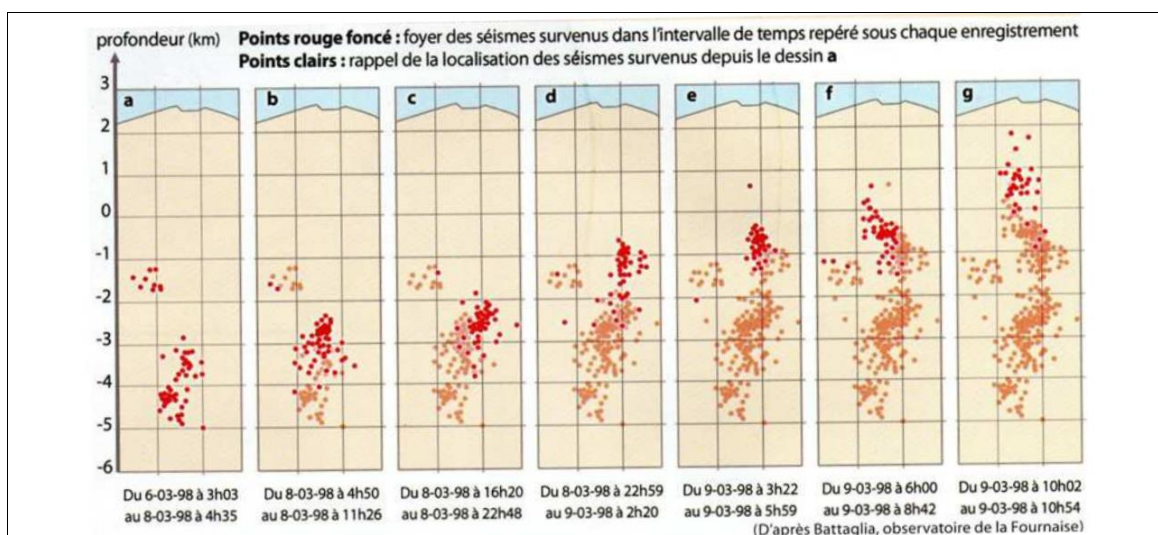 profondeur (km)
Points rouge foncé : foyer des séismes survenus dans l'intervalle de temps repéré sous chaque enregistrement
Points clairs : rappel de la localisation des séismes survenus depuis le dessin a
a b c d e f g
3
2
1
0
-1
-2
-3
-4
-5
-6
Du 6-03-98 à 3h03
au 8-03-98 à 4h35
Du 8-03-98 à 4h50
au 8-03-98 à 11h26
Du 8-03-98 à 16h20
au 8-03-98 à 22h48
Du 8-03-98 à 22h59
au 9-03-98 à 2h20
Du 9-03-98 à 3h22
au 9-03-98 à 5h59
Du 9-03-98 à 6h00
au 9-03-98 à 8h42
Du 9-03-98 à 10h02
au 9-03-98 à 10h54
(D'après Battaglia, observatoire de la Fournaise)